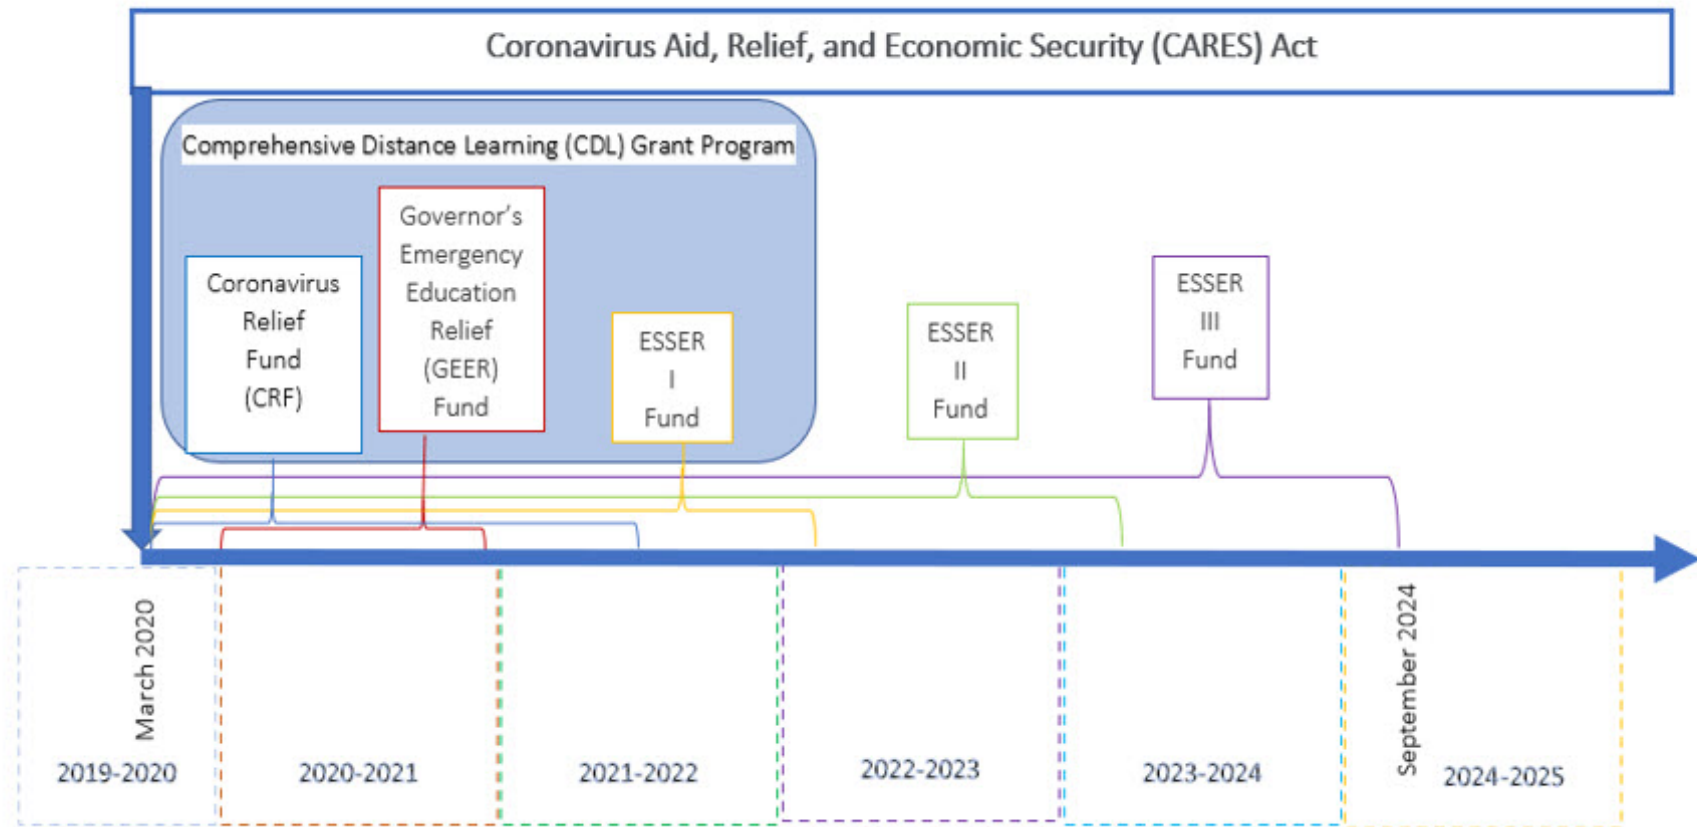 Coronavirus Aid, Relief, and Economic Security (CARES) Act
Comprehensive Distance Learning (CDL) Grant Program
Coronavirus
Relief
Fund
(CRF)
Governor's
Emergency
Education
Relief
(GEER)
Fund
ESSER
I
Fund
ESSER
II
Fund
ESSER
III
Fund
March 2020
September 2024
2019-2020
2020-2021
2021-2022
2022-2023
2023-2024
2024-2025